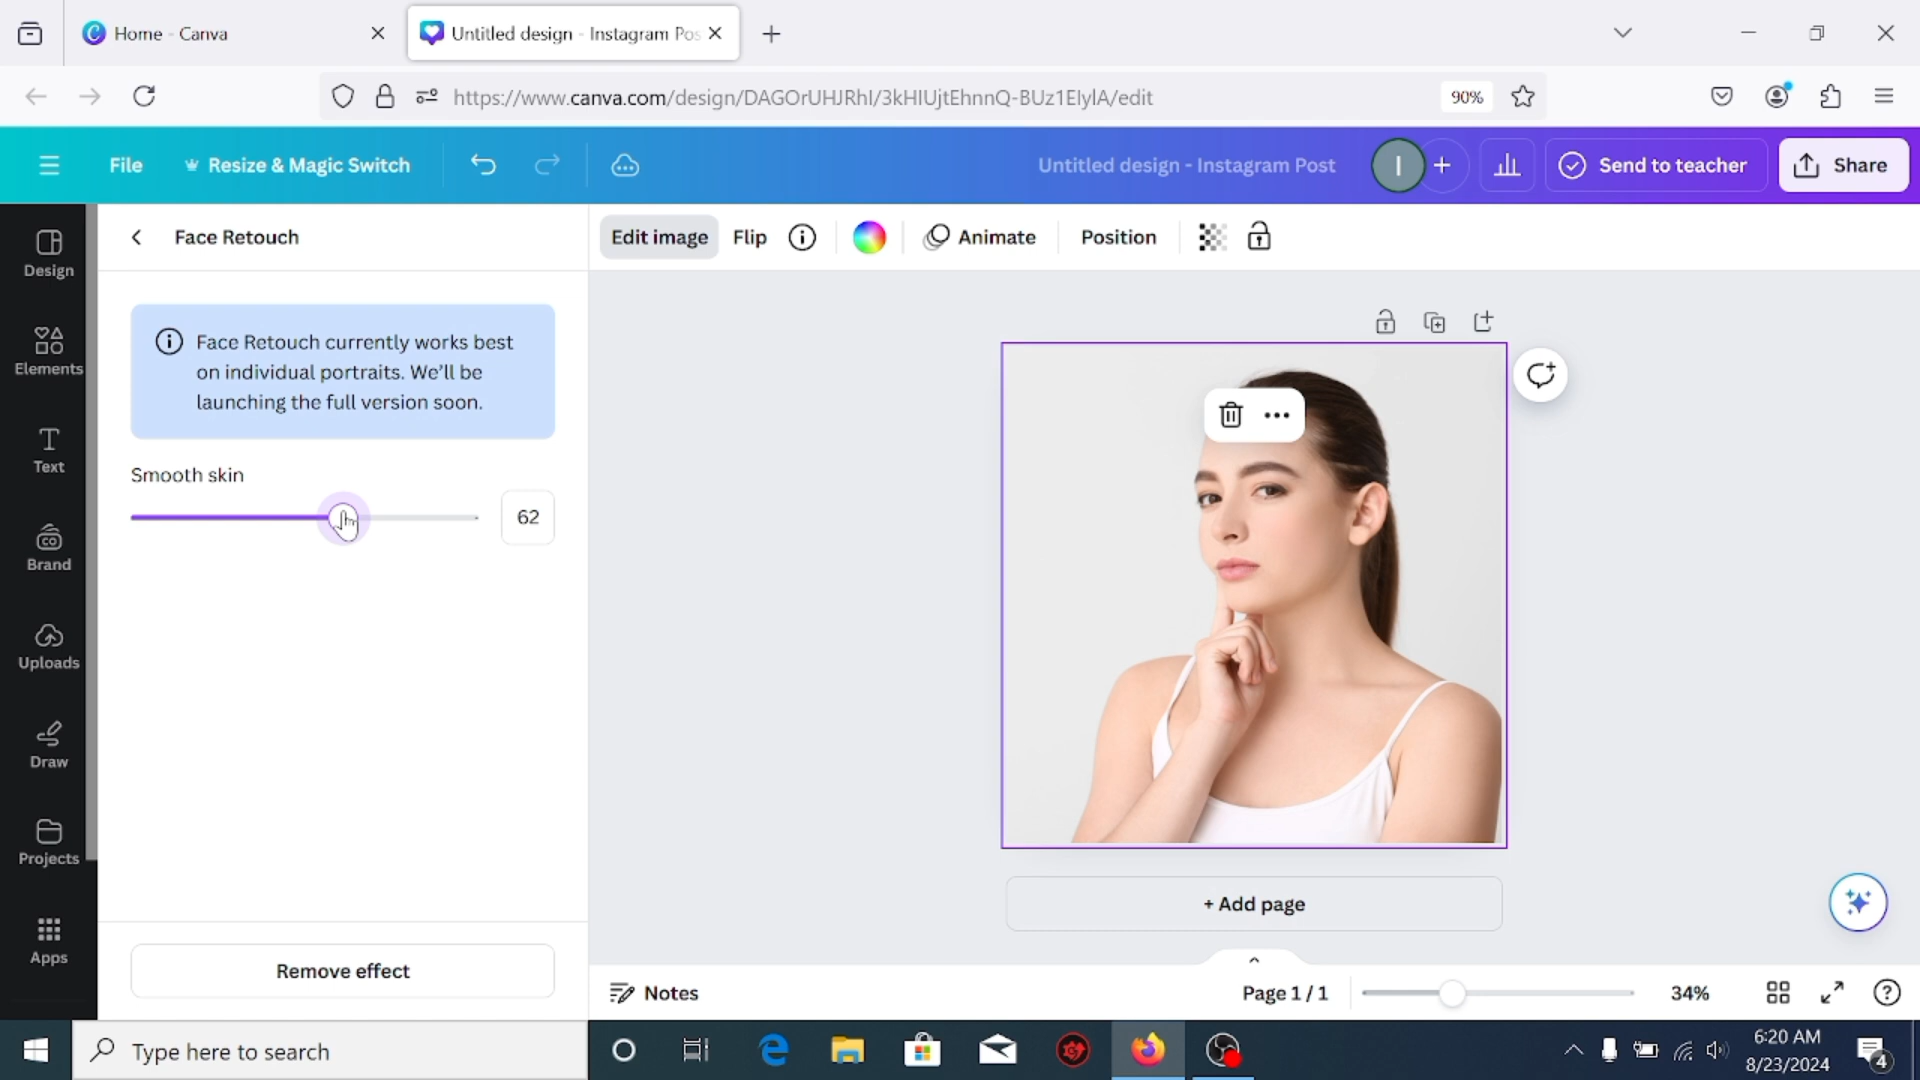 Home - Canva
Untitled design - Instagram Pos
https://www.canva.com/design/DAGOrUHJRhI/3kHIUjtEhnnQ-BUz1EIyIA/edit
90%
File
Resize & Magic Switch
Untitled design - Instagram Post
I
Send to teacher
Share
Design
Elements
Text
Brand
Uploads
Draw
Projects
Apps
Face Retouch
Face Retouch currently works best
on individual portraits. We'll be
launching the full version soon.
Smooth skin
62
Remove effect
Edit image
Flip
Animate
Position
+ Add page
Notes
Page 1 / 1
34%
Type here to search
6:20 AM
8/23/2024
4